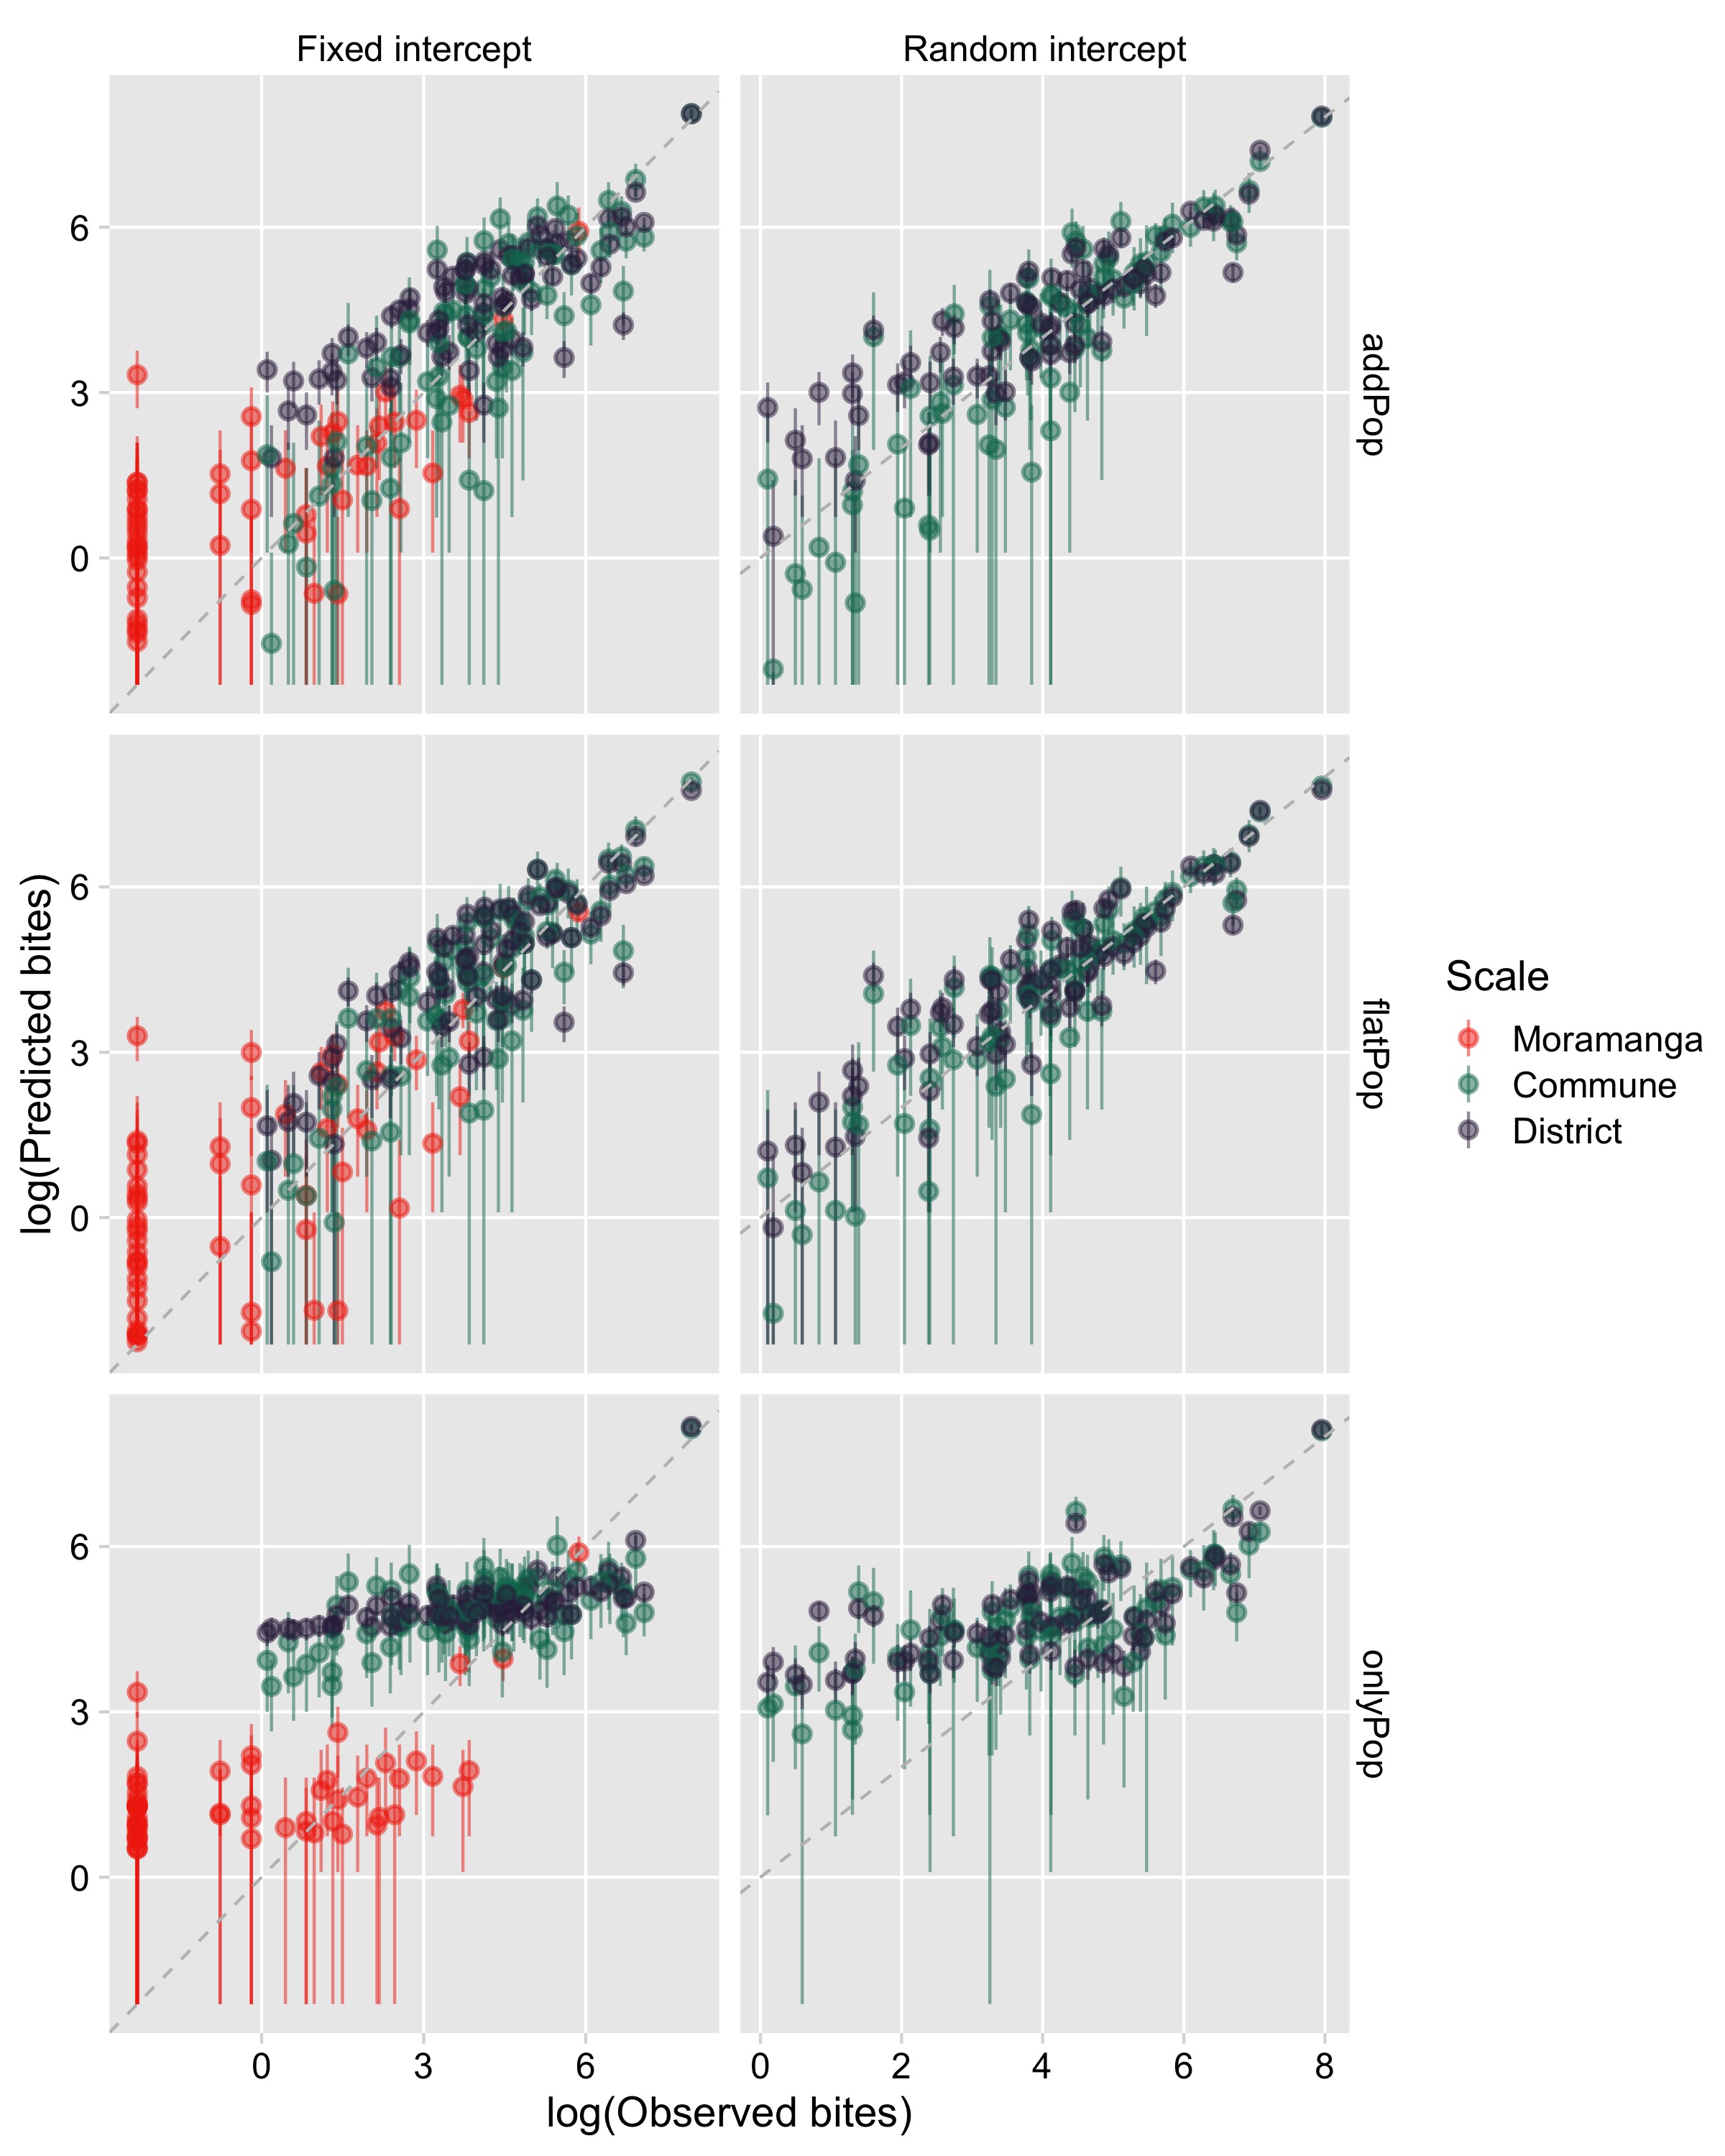 Fixed intercept
Random intercept
6
3
0
addPop
log(Predicted bites)
6
3
0
flatPop
Scale
Moramanga
Commune
District
6
3
0
onlyPop
0
3
6
0
2
4
6
8
log(Observed bites)